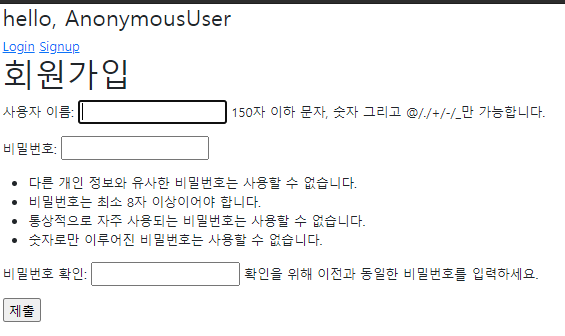 hello, AnonymousUser
Login Signup
회원가입
사용자 이름: 150자 이하 문자, 숫자 그리고 @/./+/-/_만 가능합니다.
비밀번호:
다른 개인 정보와 유사한 비밀번호는 사용할 수 없습니다.
비밀번호는 최소 8자 이상이어야 합니다.
통상적으로 자주 사용되는 비밀번호는 사용할 수 없습니다.
숫자로만 이루어진 비밀번호는 사용할 수 없습니다.
비밀번호 확인: 확인을 위해 이전과 동일한 비밀번호를 입력하세요.
제출